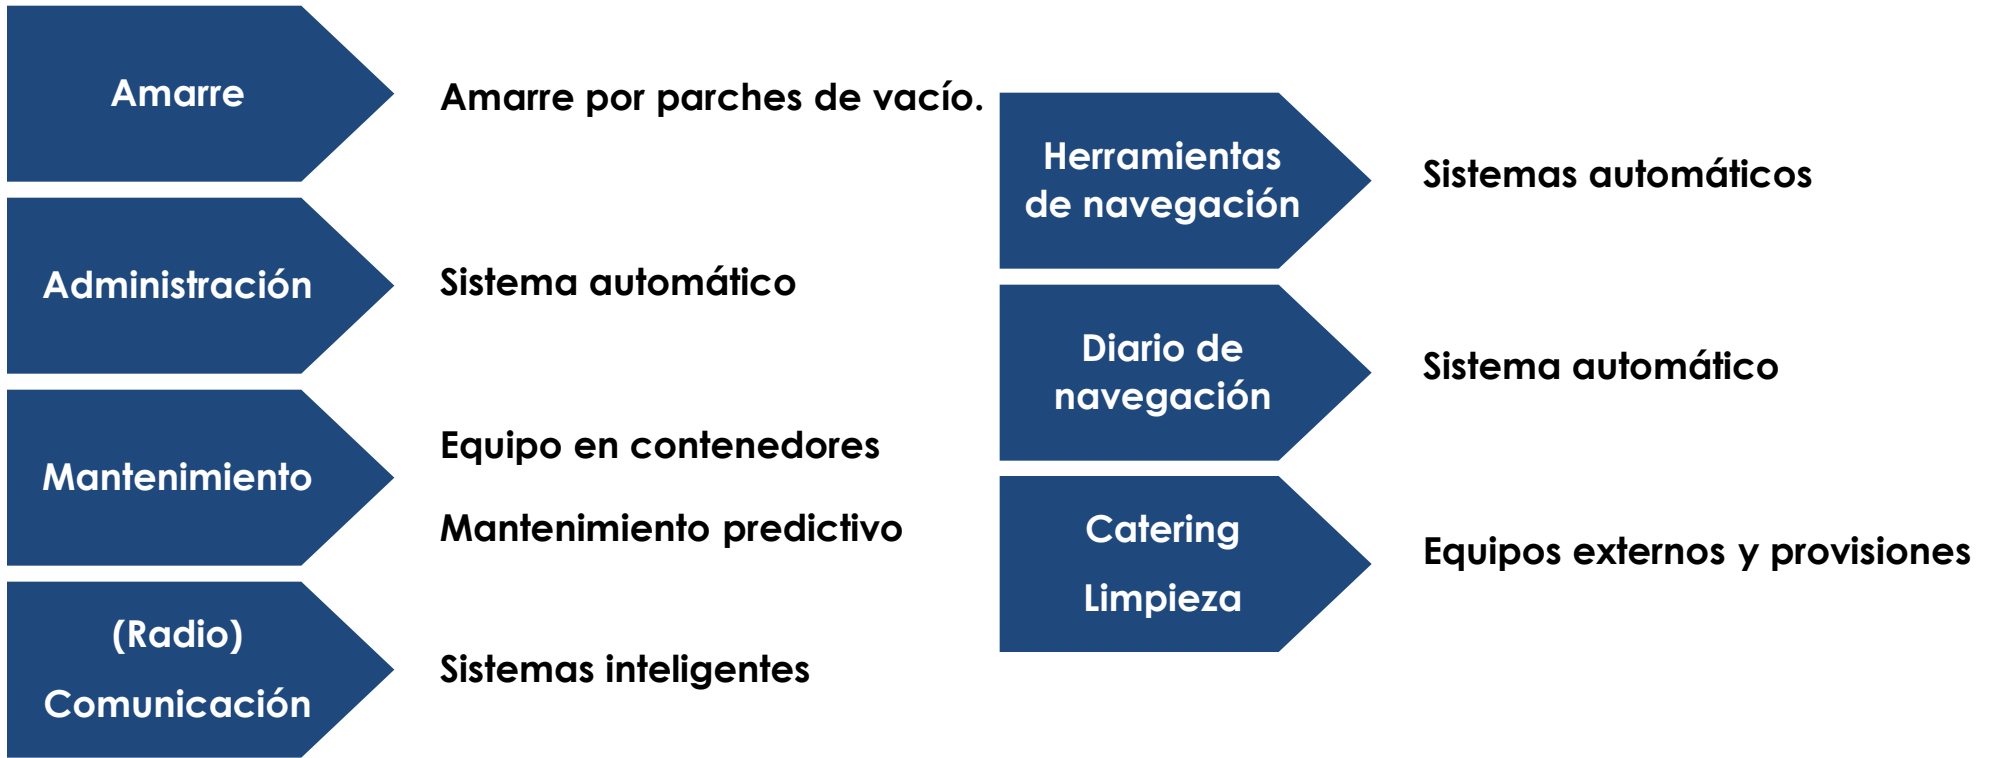 Amarre
Amarre por parches de vacío.
Administración
Sistema automático
Mantenimiento
Equipo en contenedores
Mantenimiento predictivo
(Radio)
Comunicación
Sistemas inteligentes
Herramientas
de navegación
Sistemas automáticos
Diario de
navegación
Sistema automático
Catering
Limpieza
Equipos externos y provisiones